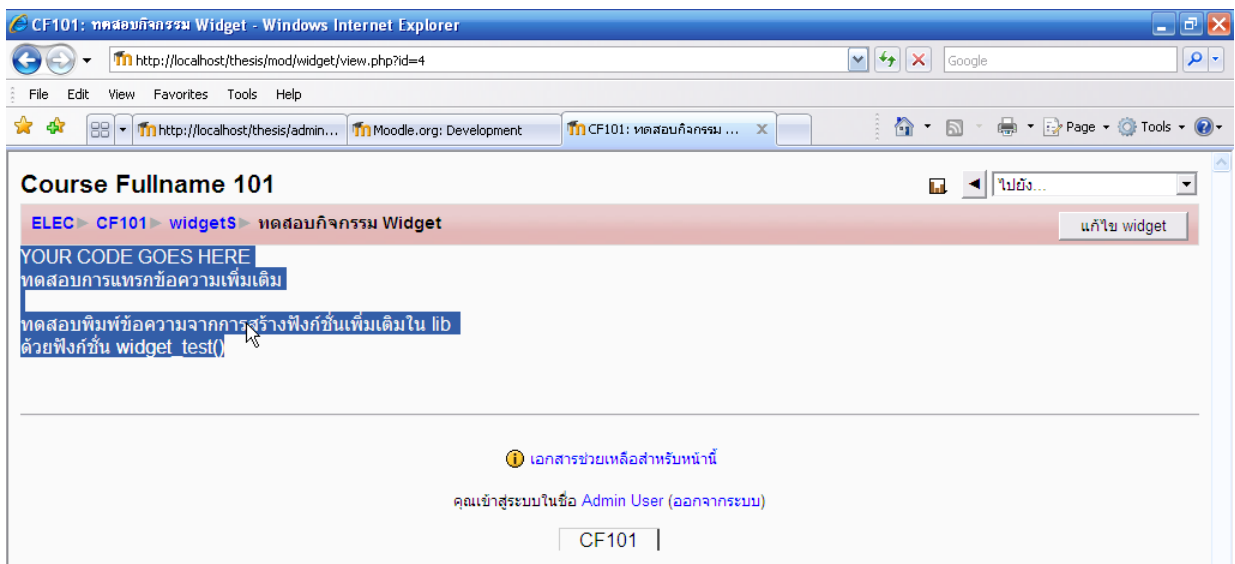 CF101: ทดสอบกิจกรรม Widget - Windows Internet Explorer
http://localhost/thesis/mod/widget/view.php?id=4
Google
File Edit View Favorites Tools Help
http://localhost/thesis/admin... Moodle.org: Development CF101: ทดสอบกิจกรรม ... X Page Tools
Course Fullname 101
ไปยัง...
ELEC► CF101► widgetS► ทดสอบกิจกรรม Widget
แก้ไข widget
YOUR CODE GOES HERE
ทดสอบการแทรกข้อความเพิ่มเติม
ทดสอบพิมพ์ข้อความจากการสร้างฟังก์ชั่นเพิ่มเติมใน lib
ด้วยฟังก์ชั่น widget_test()
เอกสารช่วยเหลือสำหรับหน้านี้
คุณเข้าสู่ระบบในชื่อ Admin User (ออกจากระบบ)
CF101